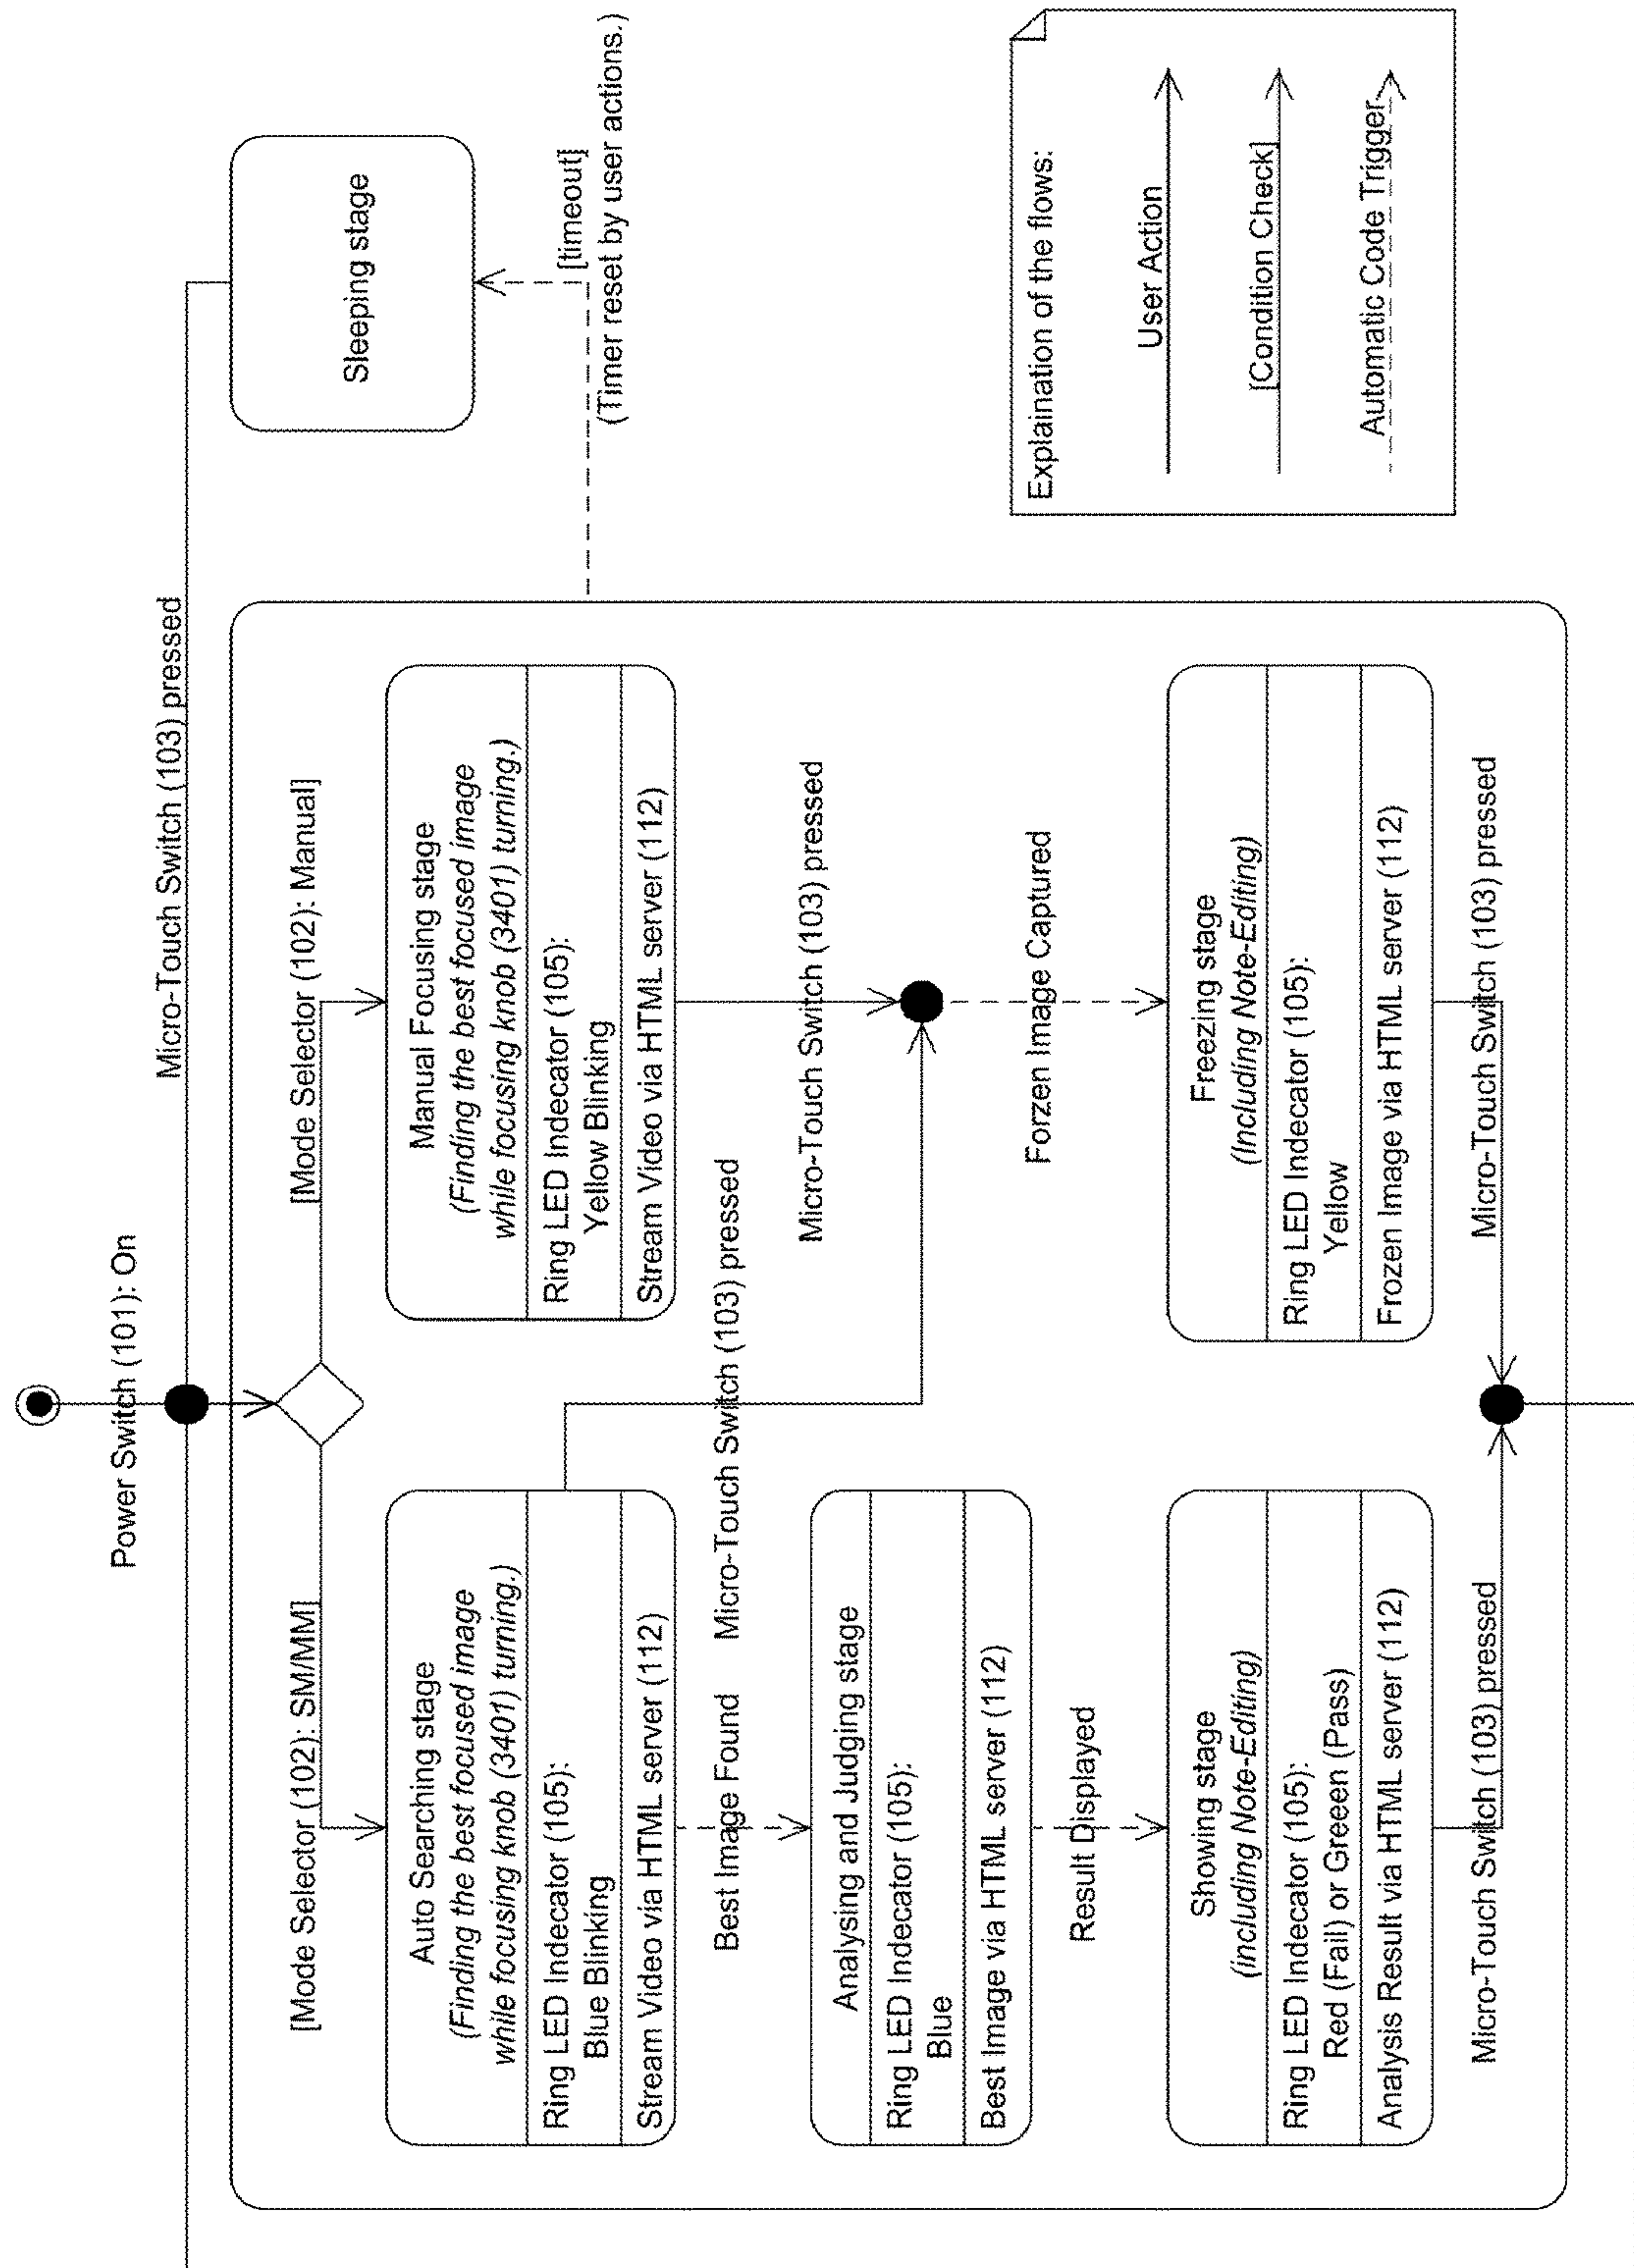 Power Switch (101): On
Micro-Touch Switch (103) pressed
[Mode Selector (102): SM/MM]
[Mode Selector (102): Manual]
Auto Searching stage
(Finding the best focused image
while focusing knob (3401) turning.)
Ring LED Indecator (105):
Blue Blinking
Stream Video via HTML server (112)
Manual Focusing stage
(Finding the best focused image
while focusing knob (3401) turning.)
Ring LED Indecator (105):
Yellow Blinking
Stream Video via HTML server (112)
Sleeping stage
[timeout]
(Timer reset by user actions.)
Best Image Found
Micro-Touch Switch (103) pressed
Micro-Touch Switch (103) pressed
Analysing and Judging stage
Ring LED Indecator (105):
Blue
Best Image via HTML server (112)
Forzen Image Captured
Result Displayed
Showing stage
(including Note-Editing)
Ring LED Indecator (105):
Red (Fail) or Greeen (Pass)
Analysis Result via HTML server (112)
Freezing stage
(Including Note-Editing)
Ring LED Indecator (105):
Yellow
Frozen Image via HTML server (112)
Micro-Touch Switch (103) pressed
Micro-Touch Switch (103) pressed
Explaination of the flows:
User Action
[Condition Check]
Automatic Code Trigger